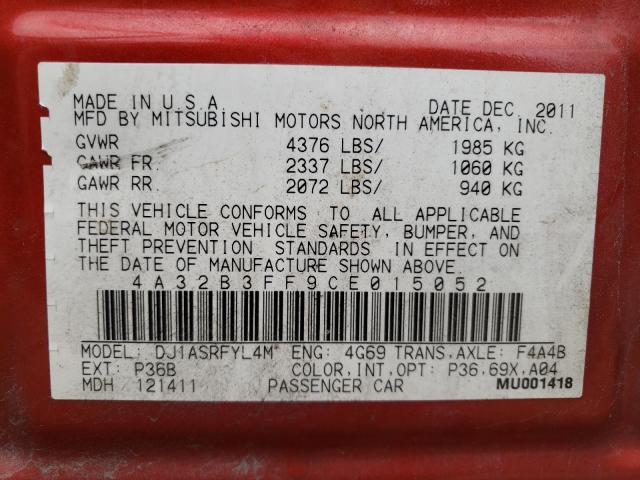 MADE IN U.S.A. DATE DEC. 2011
MFD BY MITSUBISHI MOTORS NORTH AMERICA, INC.
GVWR 4376 LBS/ 1985 KG
GAWR FR. 2337 LBS/ 1060 KG
GAWR RR. 2072 LBS/ 940 KG
THIS VEHICLE CONFORMS TO ALL APPLICABLE
FEDERAL MOTOR VEHICLE SAFETY, BUMPER, AND
THEFT PREVENTION STANDARDS IN EFFECT ON
THE DATE OF MANUFACTURE SHOWN ABOVE.
4A32B3FF9CE015052
MODEL: DJ1ASRFYL4M ENG: 4G69 TRANS,AXLE: F4A4B
EXT: P36B COLOR,INT,OPT: P36,69X,A04
MDH 121411 PASSENGER CAR MU001418